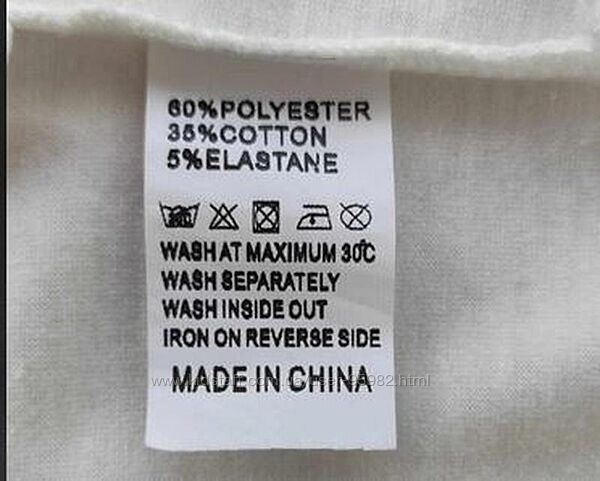 60%POLYESTER
35%COTTON
5%ELASTANE
WASH AT MAXIMUM 30°C
WASH SEPARATELY
WASH INSIDE OUT
IRON ON REVERSE SIDE
MADE IN CHINA